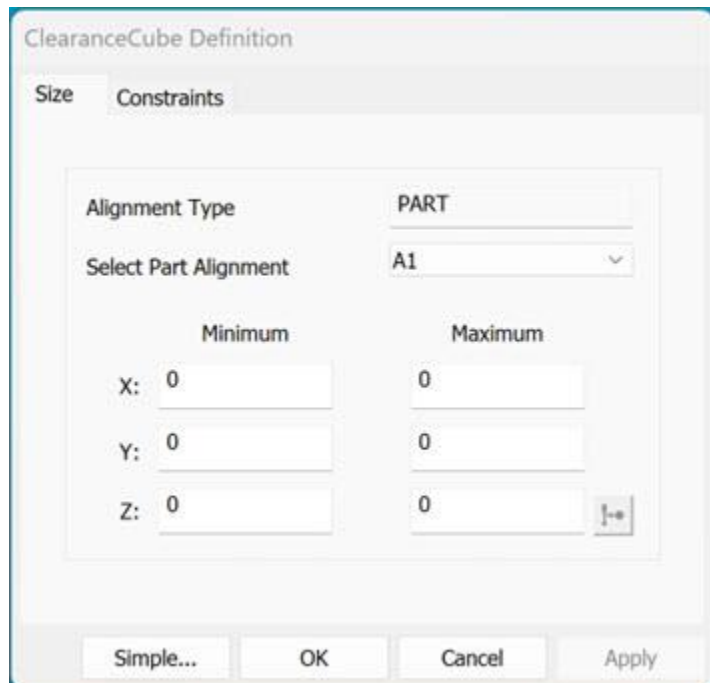 ClearanceCube Definition
Size Constraints
Alignment Type PART
Select Part Alignment A1
Minimum Maximum
X: 0 0
Y: 0 0
Z: 0 0
Simple... OK Cancel Apply